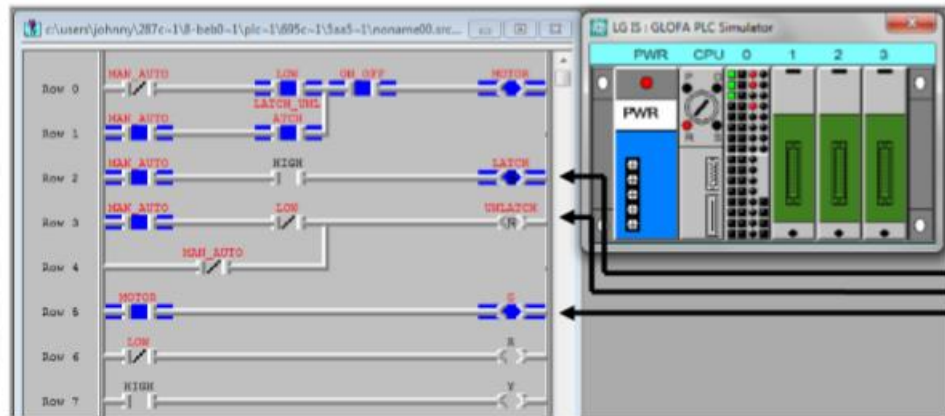 c:\users\johnny\287c~1\8-beb0~1\plc~1\695c~1\5aa5~1\noname00.src...
MAN_AUTO LOW ON_OFF MOTOR
Row 0
LATCH_UNL
MAN_AUTO ATCH
Row 1
MAN_AUTO HIGH LATCH
Row 2
MAN_AUTO LOW UNLATCH
Row 3 R
MAN_AUTO
Row 4
MOTOR G
Row 5
LOW R
Row 6
HIGH Y
Row 7
LG IS : GLOFA PLC Simulator
PWR CPU 0 1 2 3
PWR
P
R S